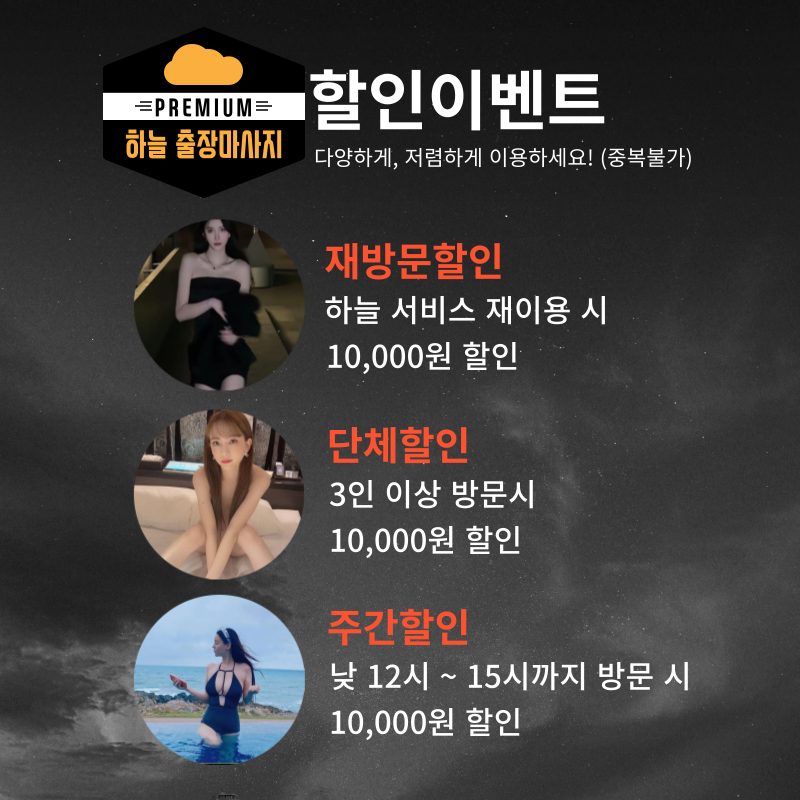 PREMIUM
하늘 출장마사지
할인이벤트
다양하게, 저렴하게 이용하세요! (중복불가)
재방문할인
하늘 서비스 재이용 시
10,000원 할인
단체할인
3인 이상 방문시
10,000원 할인
주간할인
낮 12시 ~ 15시까지 방문 시
10,000원 할인